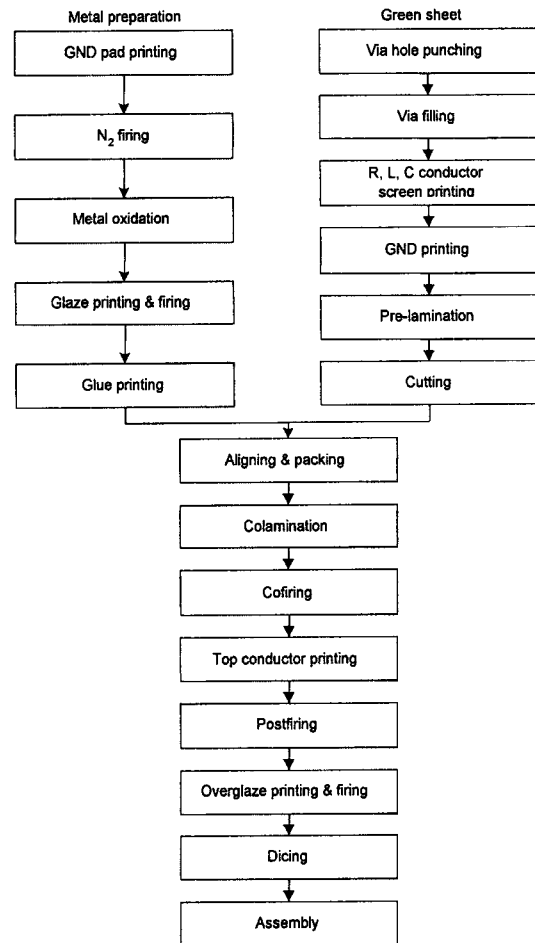 Metal preparation
GND pad printing
N2 firing
Metal oxidation
Glaze printing & firing
Glue printing
Green sheet
Via hole punching
Via filling
R, L, C conductor
screen printing
GND printing
Pre-lamination
Cutting
Aligning & packing
Colamination
Cofiring
Top conductor printing
Postfiring
Overglaze printing & firing
Dicing
Assembly